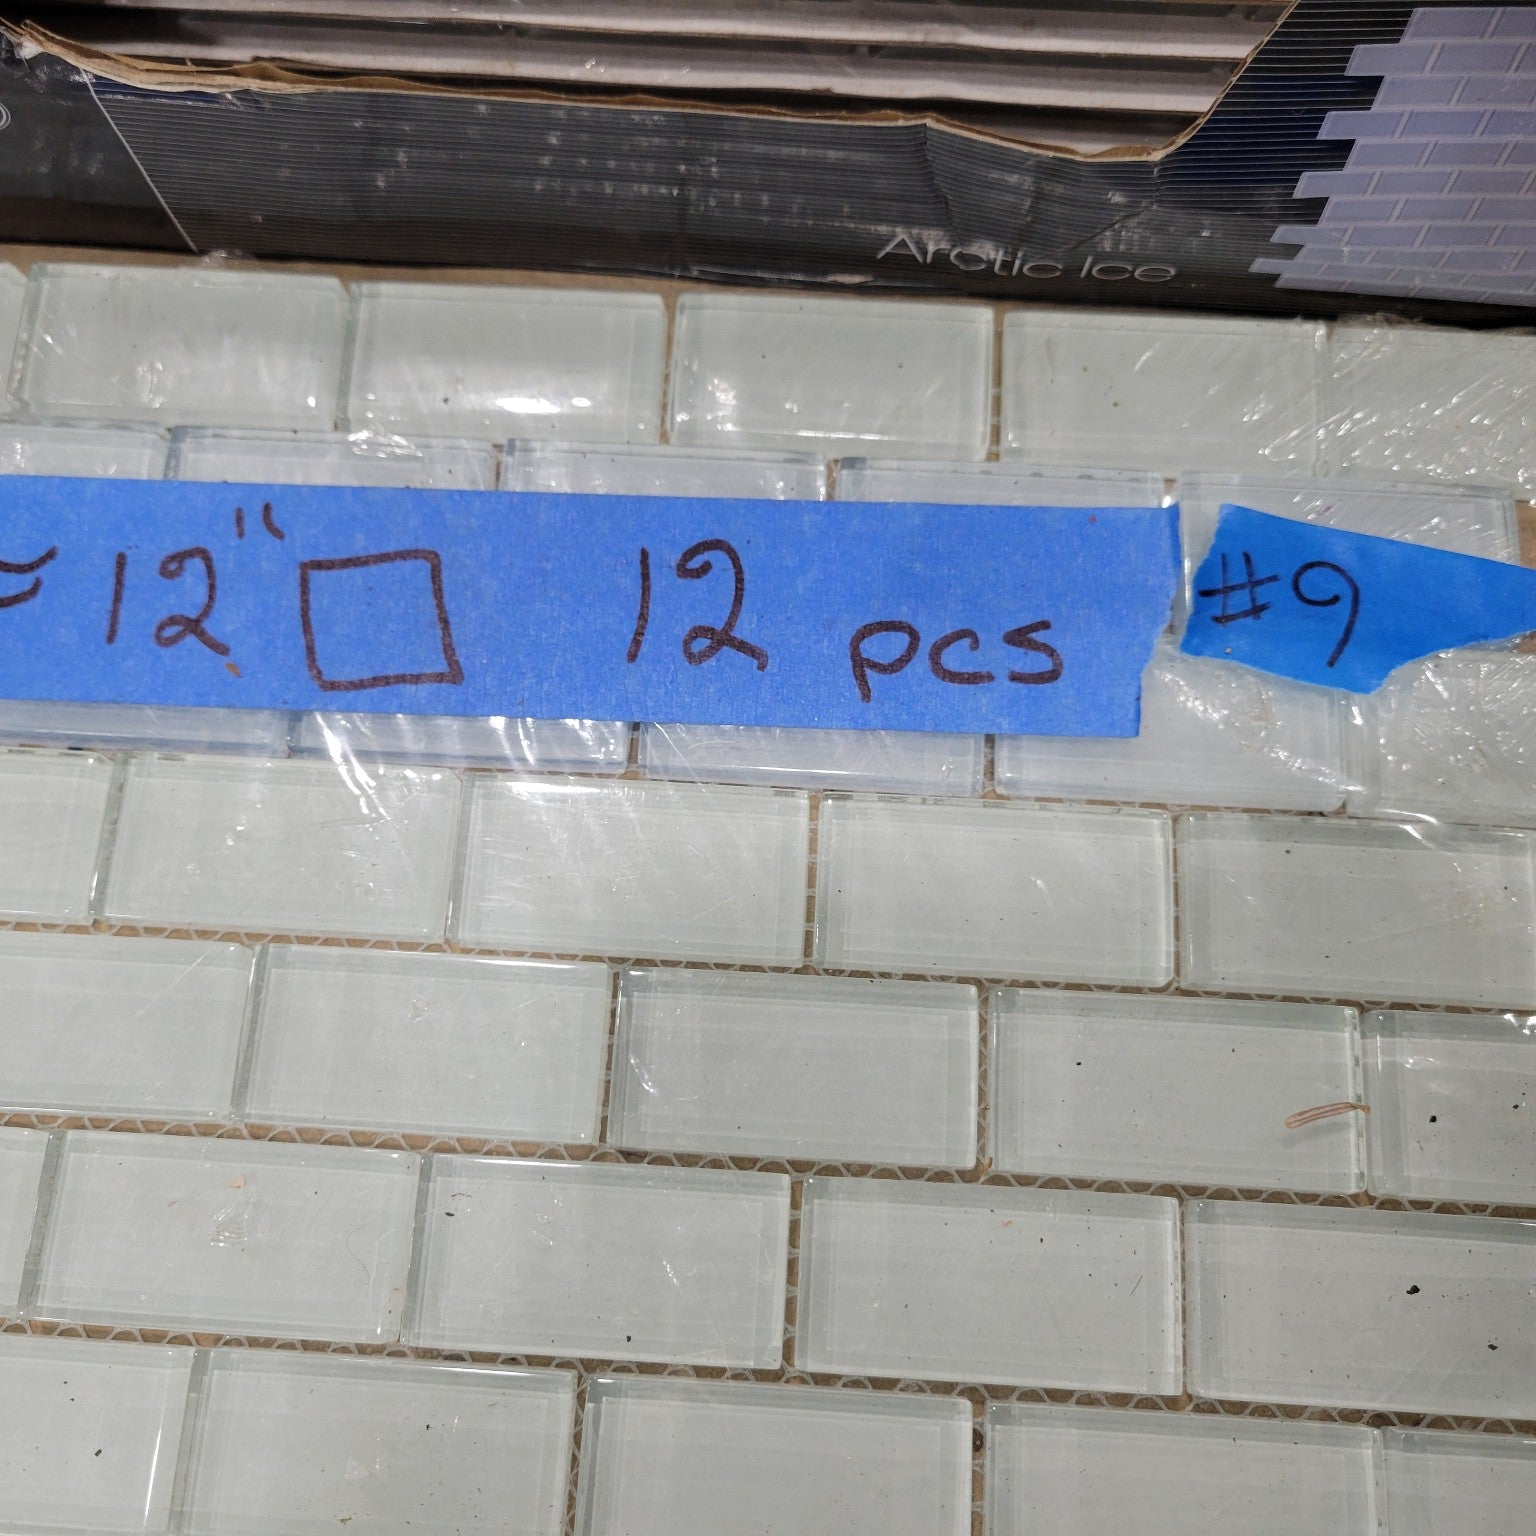 Arctic Ice
≈ 12" □ 12 pcs #9